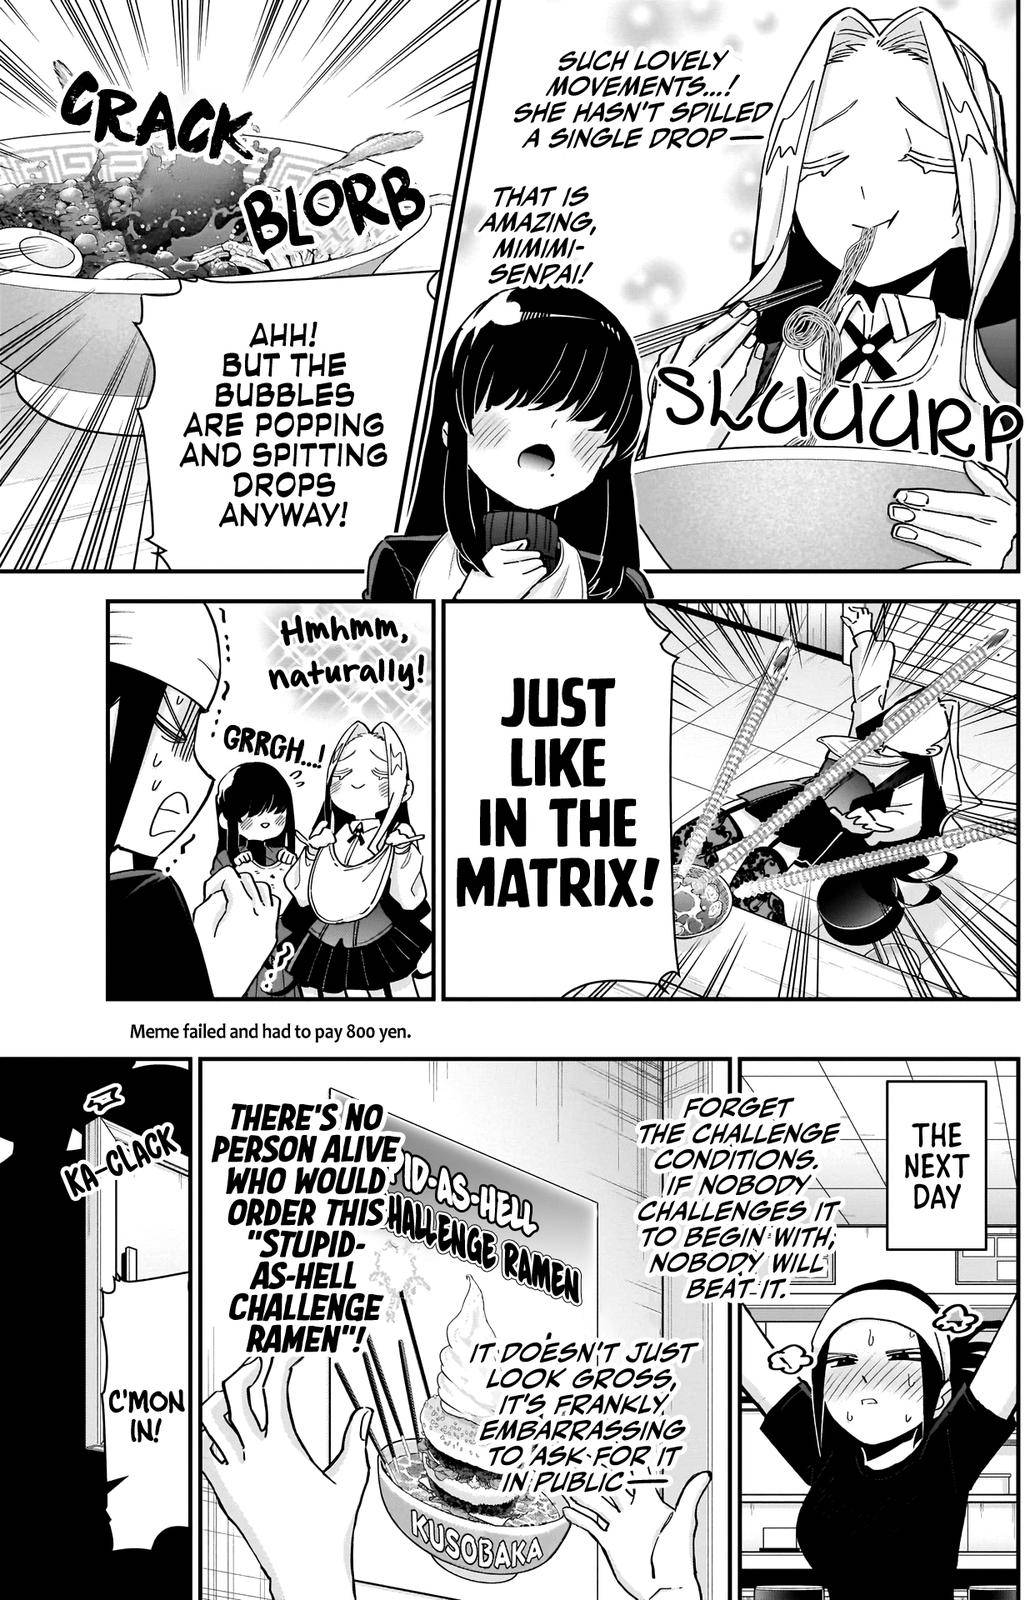 SUCH LOVELY
MOVEMENTS...!
SHE HASN'T SPILLED
A SINGLE DROP—
SLUUURP
THAT IS
AMAZING,
MIMIMI-
SENPAI!
CRACK
BLORB
AHH!
BUT THE
BUBBLES
ARE POPPING
AND SPITTING
DROPS
ANYWAY!
JUST
LIKE
IN THE
MATRIX!
Hmhmm,
naturally!
GRRGH...!
Meme failed and had to pay 800 yen.
THE
NEXT
DAY
FORGET
THE CHALLENGE
CONDITIONS.
IF NOBODY
CHALLENGES IT
TO BEGIN WITH,
NOBODY WILL
BEAT IT.
IT DOESN'T JUST
LOOK GROSS,
IT'S FRANKLY
EMBARRASSING
TO ASK FOR IT
IN PUBLIC—
THERE'S NO
PERSON ALIVE
WHO WOULD
ORDER THIS
"STUPID-
AS-HELL
CHALLENGE
RAMEN"!
PID-AS-HELL
HALLENGE RAMEN
KUSOBAKA
KA-CLACK
C'MON
IN!